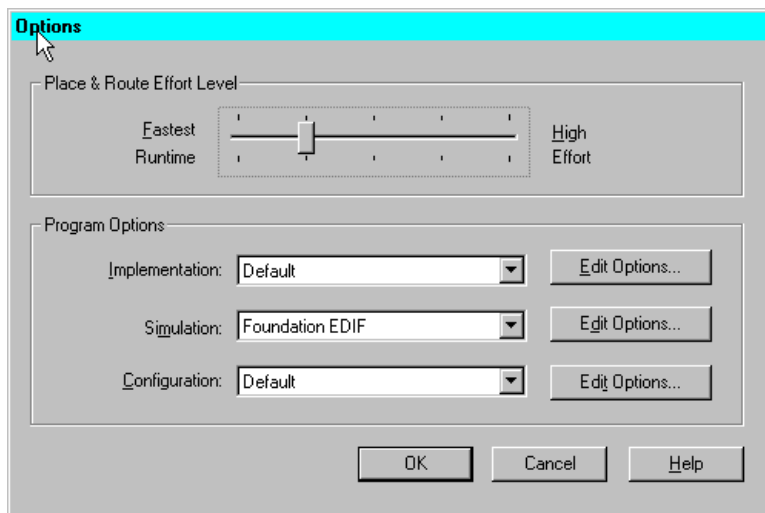 Options
Place & Route Effort Level
Fastest
Runtime
High
Effort
Program Options
Implementation: Default Edit Options...
Simulation: Foundation EDIF Edit Options...
Configuration: Default Edit Options...
OK Cancel Help